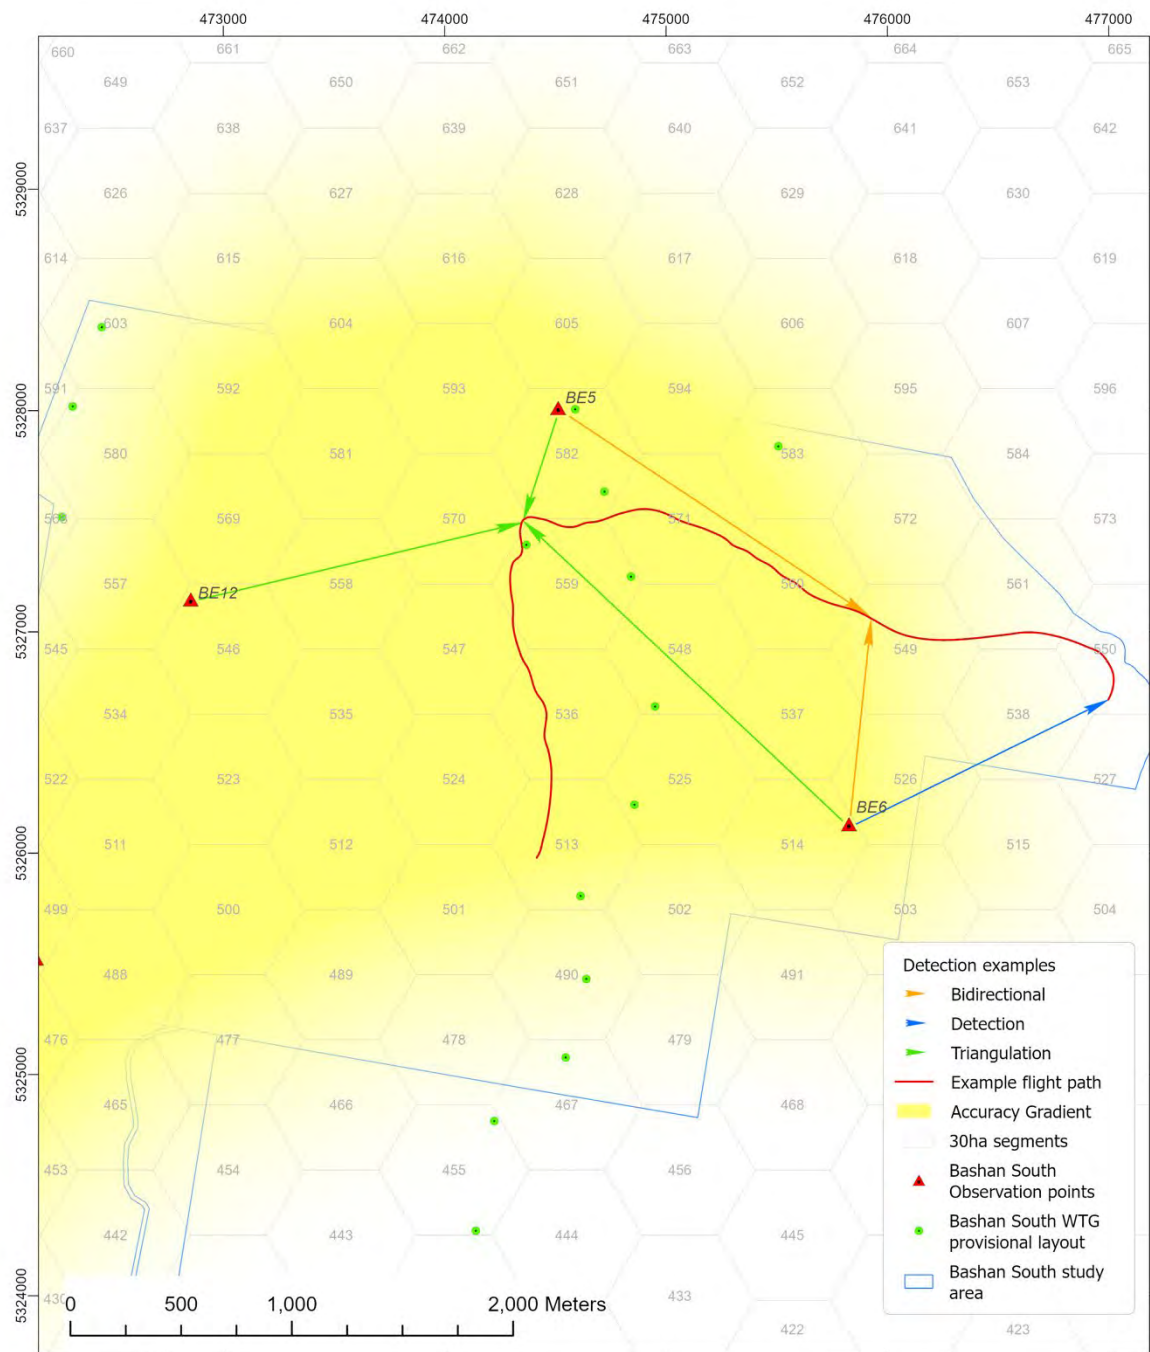 473000 474000 475000 476000 477000
660 661 662 663 664 665
649 650 651 652 653
637 638 639 640 641 642
5329000
626 627 628 629 630
614 615 616 617 618 619
603 604 605 606 607
591 592 593 BE5 594 595 596
5328000
580 581 582 583 584
568 569 570 571 572 573
557 BE12 558 559 560 561
5327000
545 546 547 548 549 550
534 535 536 537 538
522 523 524 525 526 527
BE6
5326000
511 512 513 514 515
499 500 501 502 503 504
488 489 490 491
476 477 478 479
5325000
465 466 467 468
453 454 455 456
442 443 444 445
5324000
430 433
422 423
0 500 1,000 2,000 Meters
Detection examples
Bidirectional
Detection
Triangulation
Example flight path
Accuracy Gradient
30ha segments
Bashan South
Observation points
Bashan South WTG
provisional layout
Bashan South study
area